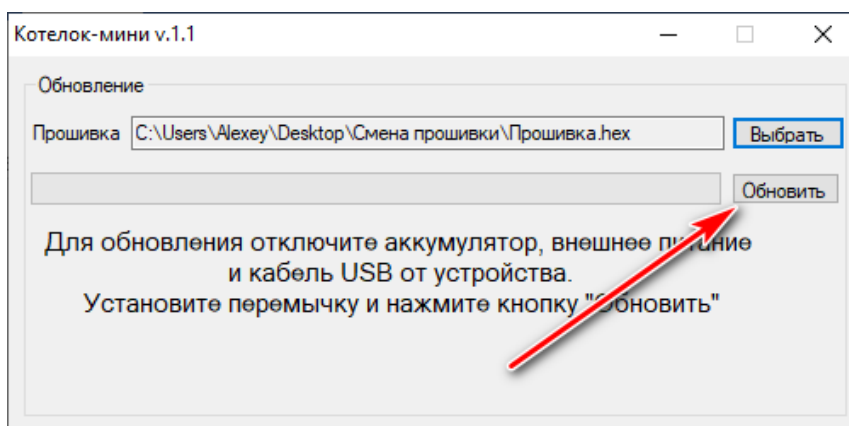 Котелок-мини v.1.1
Обновление
Прошивка C:\Users\Alexey\Desktop\Смена прошивки\Прошивка.hex Выбрать
Обновить
Для обновления отключите аккумулятор, внешнее питание
и кабель USB от устройства.
Установите перемычку и нажмите кнопку "Обновить"